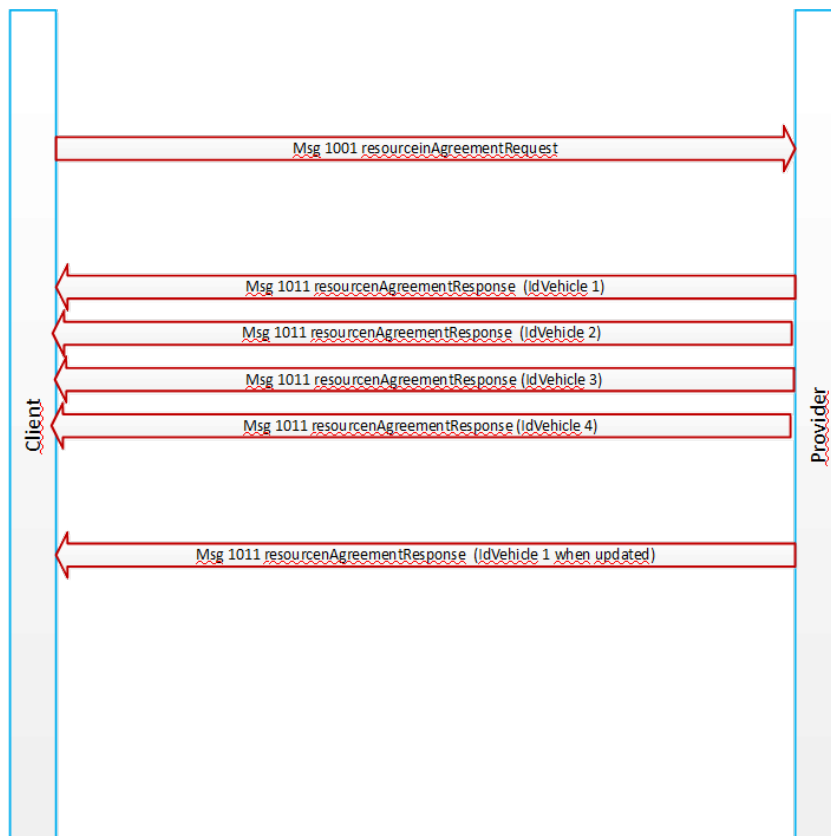 Msg 1001 resourceinAgreementRequest
Msg 1011 resourcenAgreementResponse (IdVehicle 1)
Msg 1011 resourcenAgreementResponse (IdVehicle 2)
Msg 1011 resourcenAgreementResponse (IdVehicle 3)
Msg 1011 resourcenAgreementResponse (IdVehicle 4)
Client
Provider
Msg 1011 resourcenAgreementResponse (IdVehicle 1 when updated)